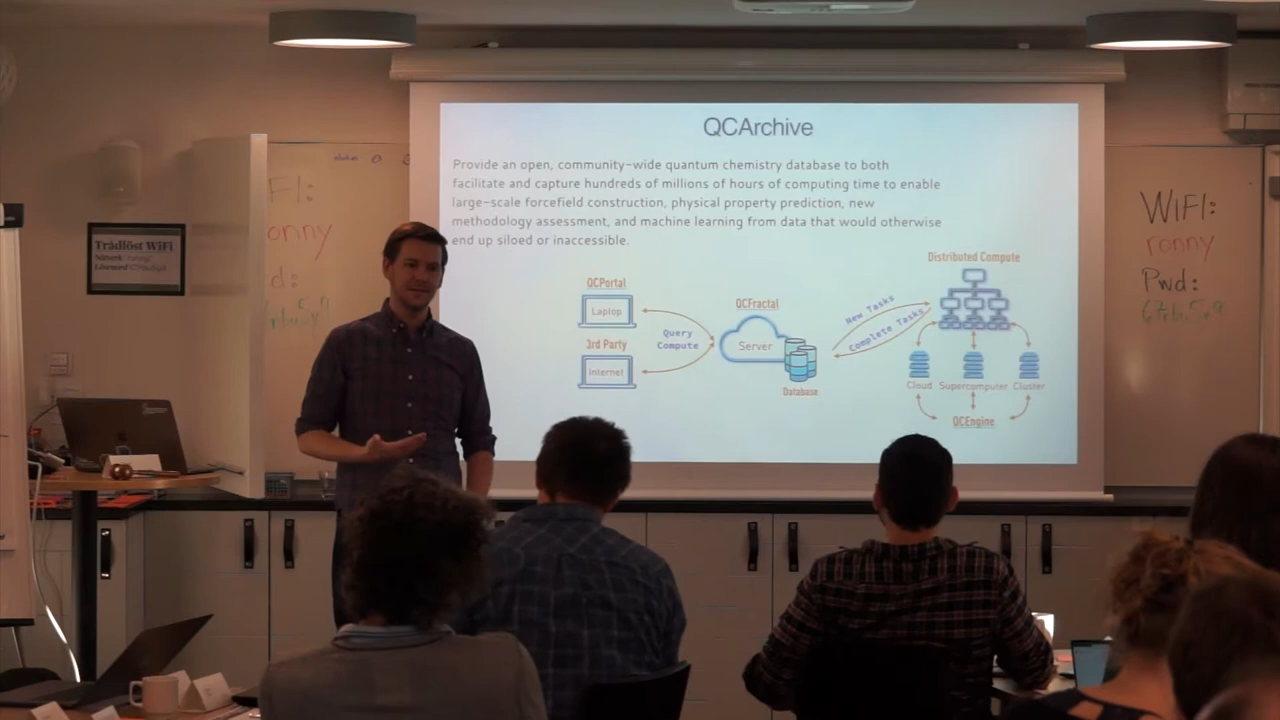 QCArchive
Provide an open, community-wide quantum chemistry database to both
facilitate and capture hundreds of millions of hours of computing time to enable
large-scale forcefield construction, physical property prediction, new
methodology assessment, and machine learning from data that would otherwise
end up siloed or inaccessible.
QCPortal
Laptop
3rd Party
Internet
Query
Compute
QCFractal
Server
Database
New Tasks
Complete Tasks
Distributed Compute
Cloud
Supercomputer
Cluster
QCEngine
Trådlöst WiFi
FI:
onny
d:
WIFI:
ronny
Pwd: